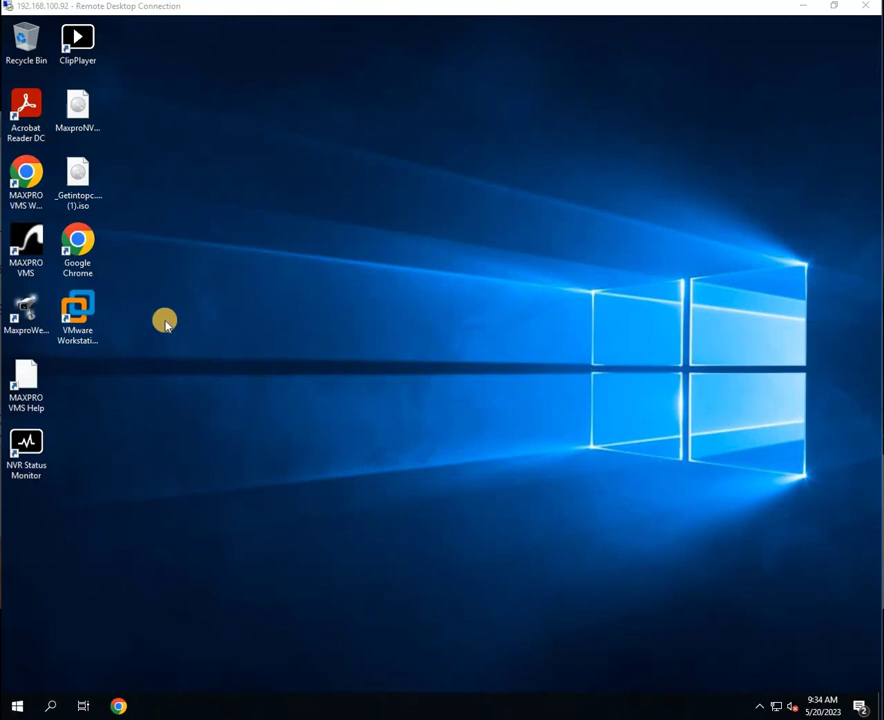 192.168.100.92 - Remote Desktop Connection
Recycle Bin
ClipPlayer
Acrobat
Reader DC
MaxproNV...
MAXPRO
VMS W...
_Getintopc....
(1).iso
MAXPRO
VMS
Google
Chrome
MaxproWe...
VMware
Workstati...
MAXPRO
VMS Help
NVR Status
Monitor
9:34 AM
5/20/2023
2